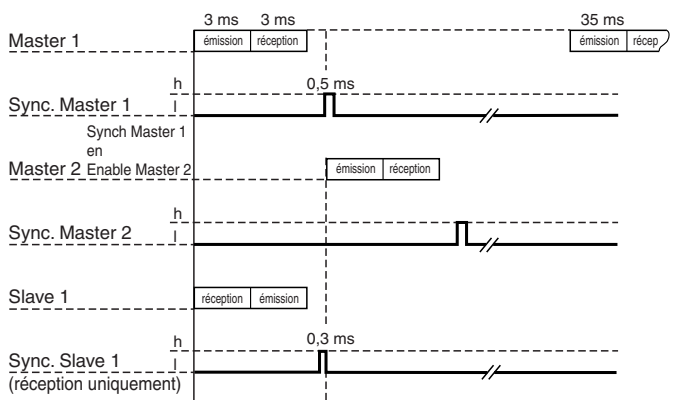 3 ms 3 ms 35 ms
Master 1 émission réception émission récep
h 0,5 ms
Sync. Master 1 l
Synch Master 1
en
Master 2 Enable Master 2 émission réception
h
Sync. Master 2 l
Slave 1 réception émission
h 0,3 ms
Sync. Slave 1 l
(réception uniquement)